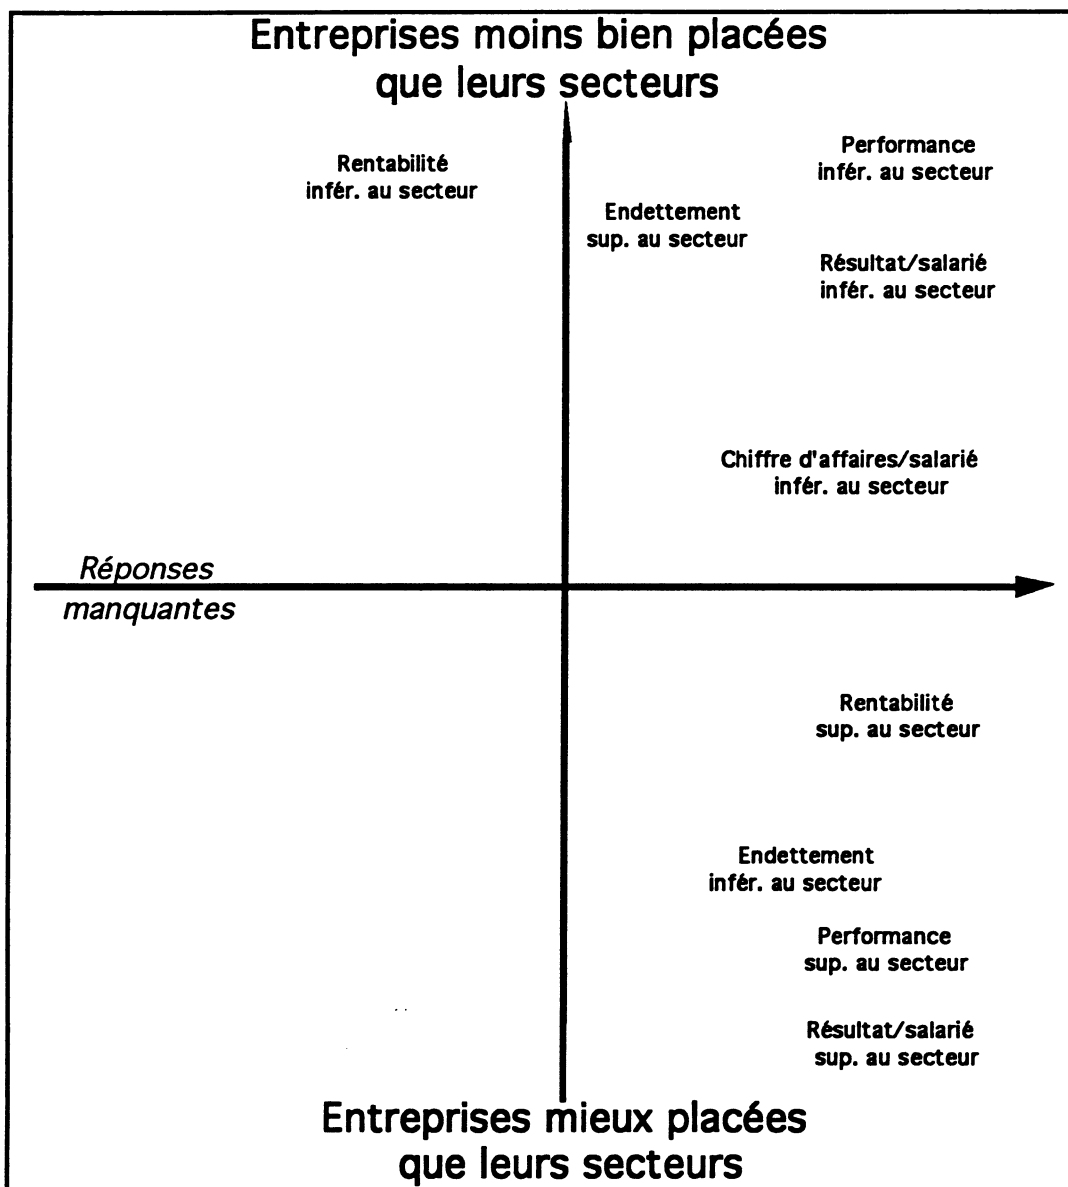 Entreprises moins bien placées
que leurs secteurs
Rentabilité
infér. au secteur
Performance
infér. au secteur
Endettement
sup. au secteur
Résultat/salarié
infér. au secteur
Chiffre d'affaires/salarié
infér. au secteur
Réponses
manquantes
Rentabilité
sup. au secteur
Endettement
infér. au secteur
Performance
sup. au secteur
Résultat/salarié
sup. au secteur
Entreprises mieux placées
que leurs secteurs